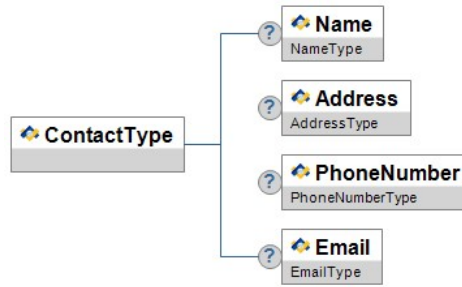 Name
NameType
?
Address
AddressType
?
ContactType
PhoneNumber
?
PhoneNumberType
Email
?
EmailType